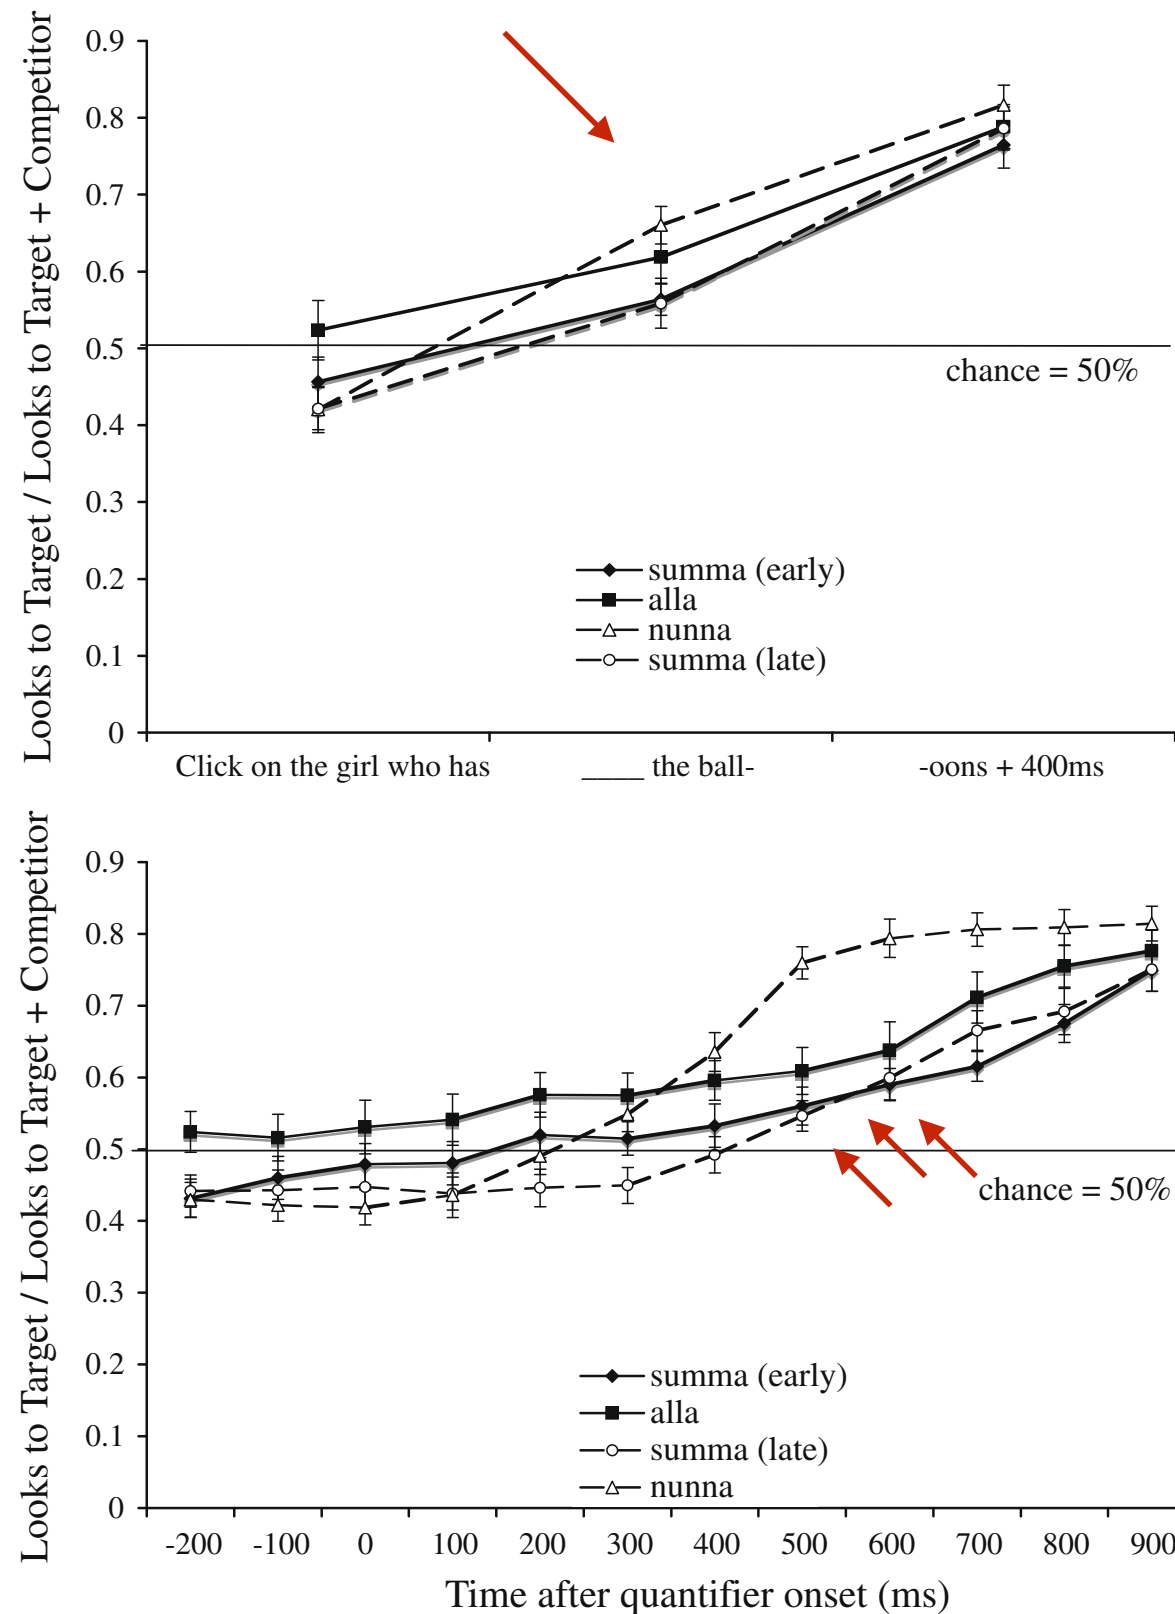 Looks to Target / Looks to Target + Competitor
0.9
0.8
0.7
0.6
0.5
0.4
0.3
0.2
0.1
0
chance = 50%
summa (early)
alla
nunna
summa (late)
Click on the girl who has ____ the ball- -oons + 400ms
Looks to Target / Looks to Target + Competitor
0.9
0.8
0.7
0.6
0.5
0.4
0.3
0.2
0.1
0
chance = 50%
summa (early)
alla
summa (late)
nunna
-200 -100 0 100 200 300 400 500 600 700 800 900
Time after quantifier onset (ms)